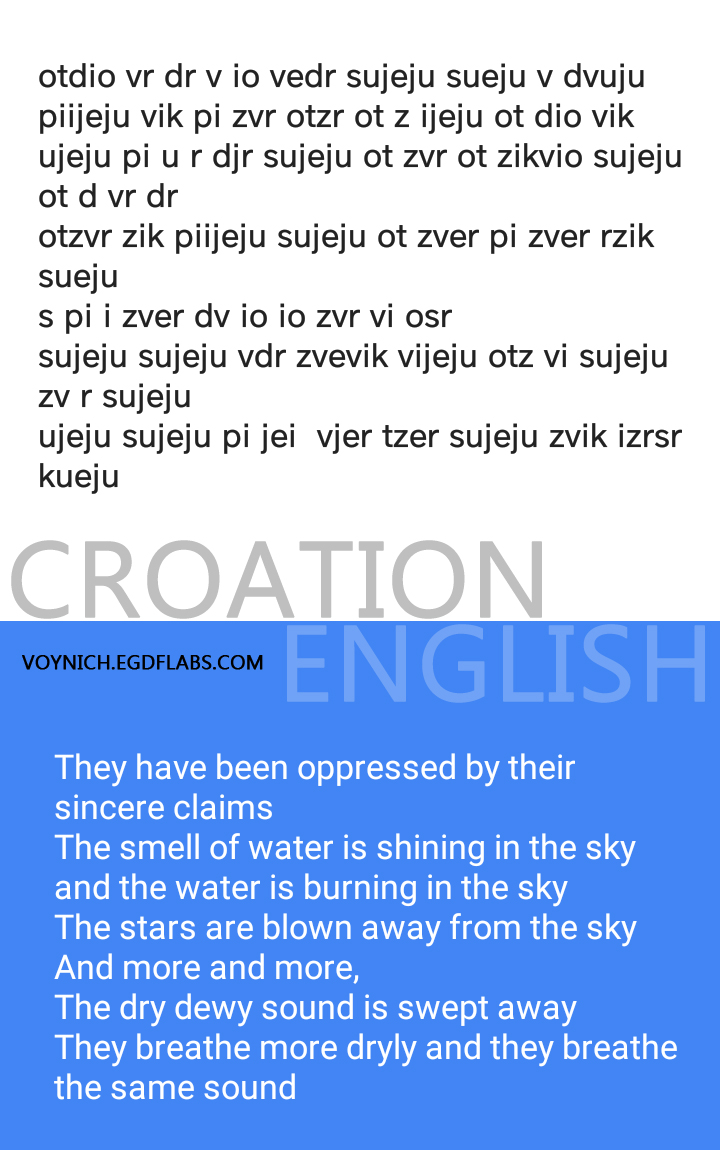 otdio vr dr v io vedr sujeju sueju v dvuju
piijeju vik pi zvr otzr ot z ijeju ot dio vik
ujeju pi u r djr sujeju ot zvr ot zikvio sujeju
ot d vr dr
otzvr zik piijeju sujeju ot zver pi zver rzik
sueju
s pi i zver dv io io zvr vi osr
sujeju sujeju vdr zvevik vijeju otz vi sujeju
zv r sujeju
ujeju sujeju pi jei  vjer tzer sujeju zvik izrsr
kueju
CROATION
ENGLISH
VOYNICH.EGDFLABS.COM
They have been oppressed by their
sincere claims
The smell of water is shining in the sky
and the water is burning in the sky
The stars are blown away from the sky
And more and more,
The dry dewy sound is swept away
They breathe more dryly and they breathe
the same sound